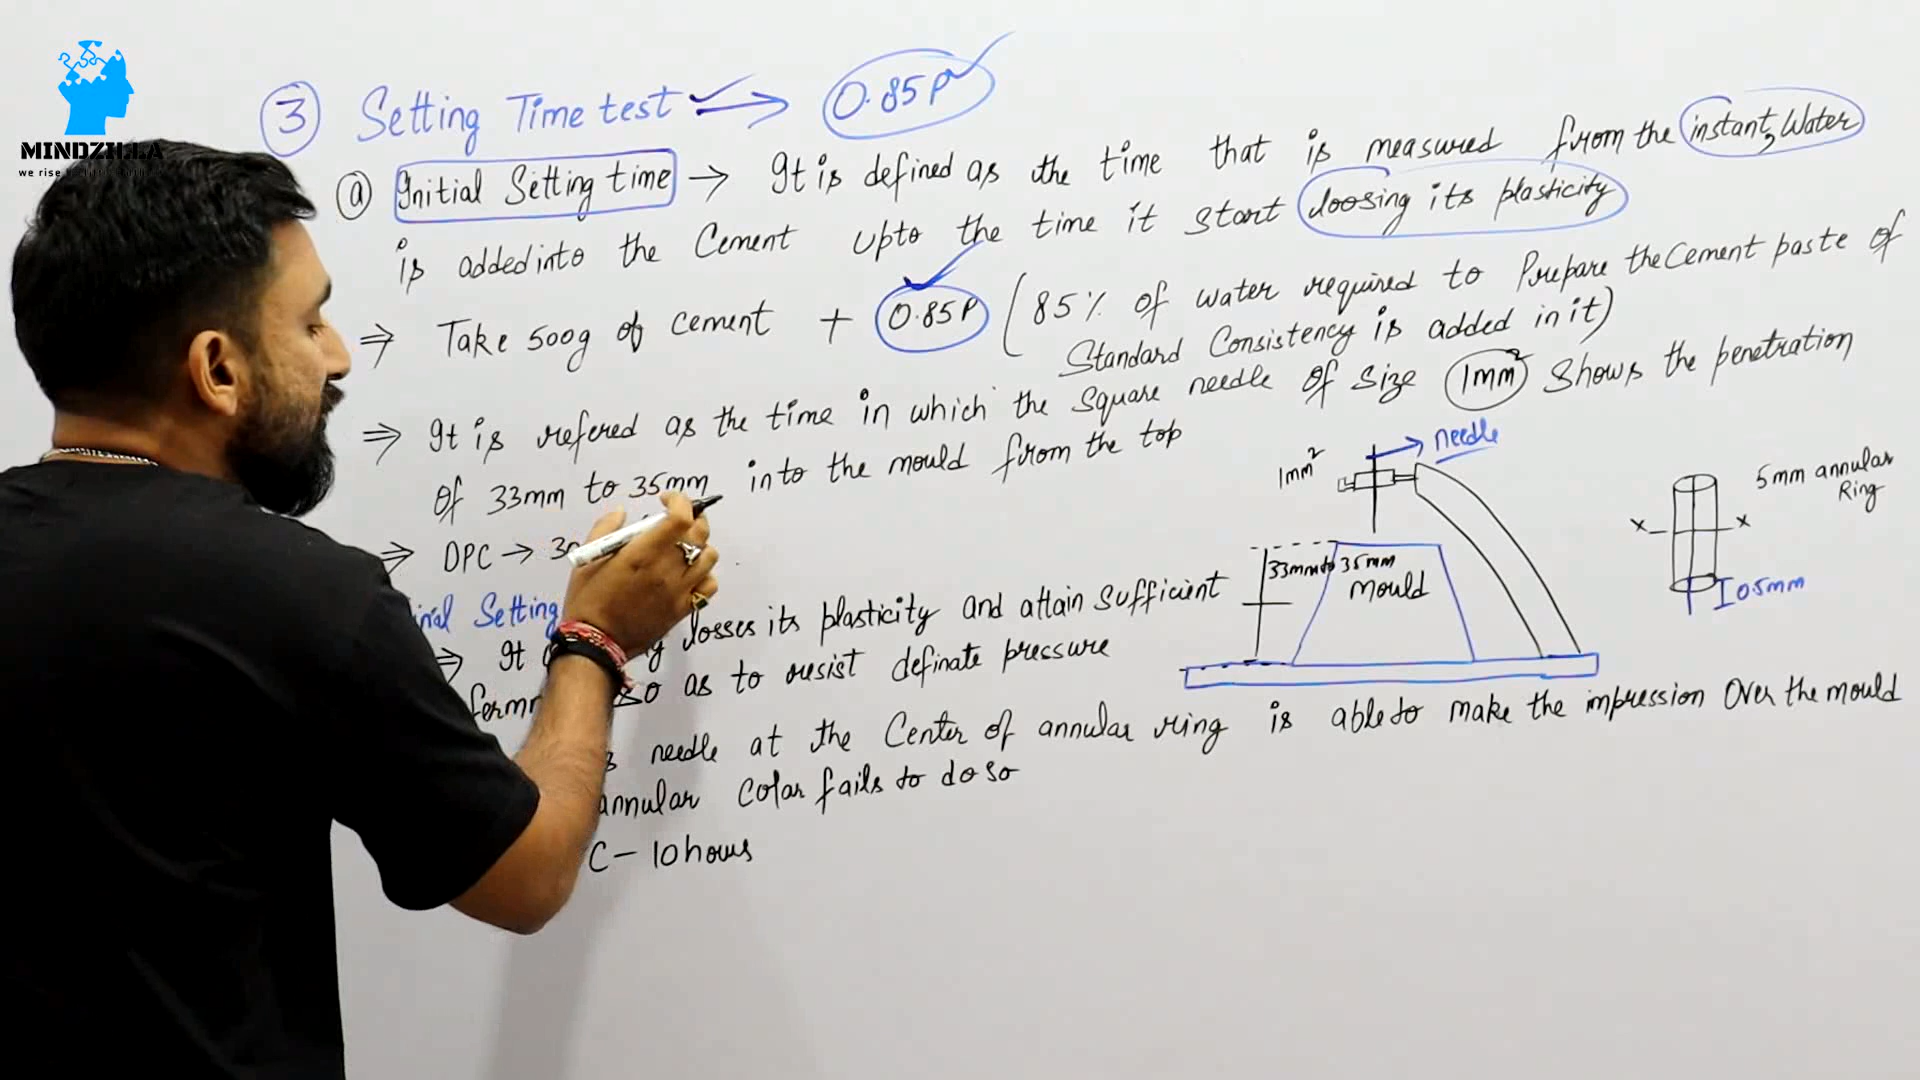 MINDZILLA
we rise
3 Setting Time test → 0.85P
a Initial Setting time → It is defined as the time that is measured from the instant, Water
is added into the Cement upto the time it start loosing its plasticity
⇒ Take 500g of cement + 0.85P (85% of water required to Prepare the Cement paste of
Standard Consistency is added in it)
⇒ It is refered as the time in which the square needle of size 1mm² shows the penetration
of 33mm to 35mm into the mould from the top
⇒ OPC → 30
Setting
⇒ It losses its plasticity and attain sufficient
so as to resist definate pressure
needle at the Center of annular ring is able to make the impression Over the mould
annular Colar fails to do so
C - 10 hours
1mm²
needle
33mm to 35mm
mould
5mm annular
Ring
x x
0.5mm